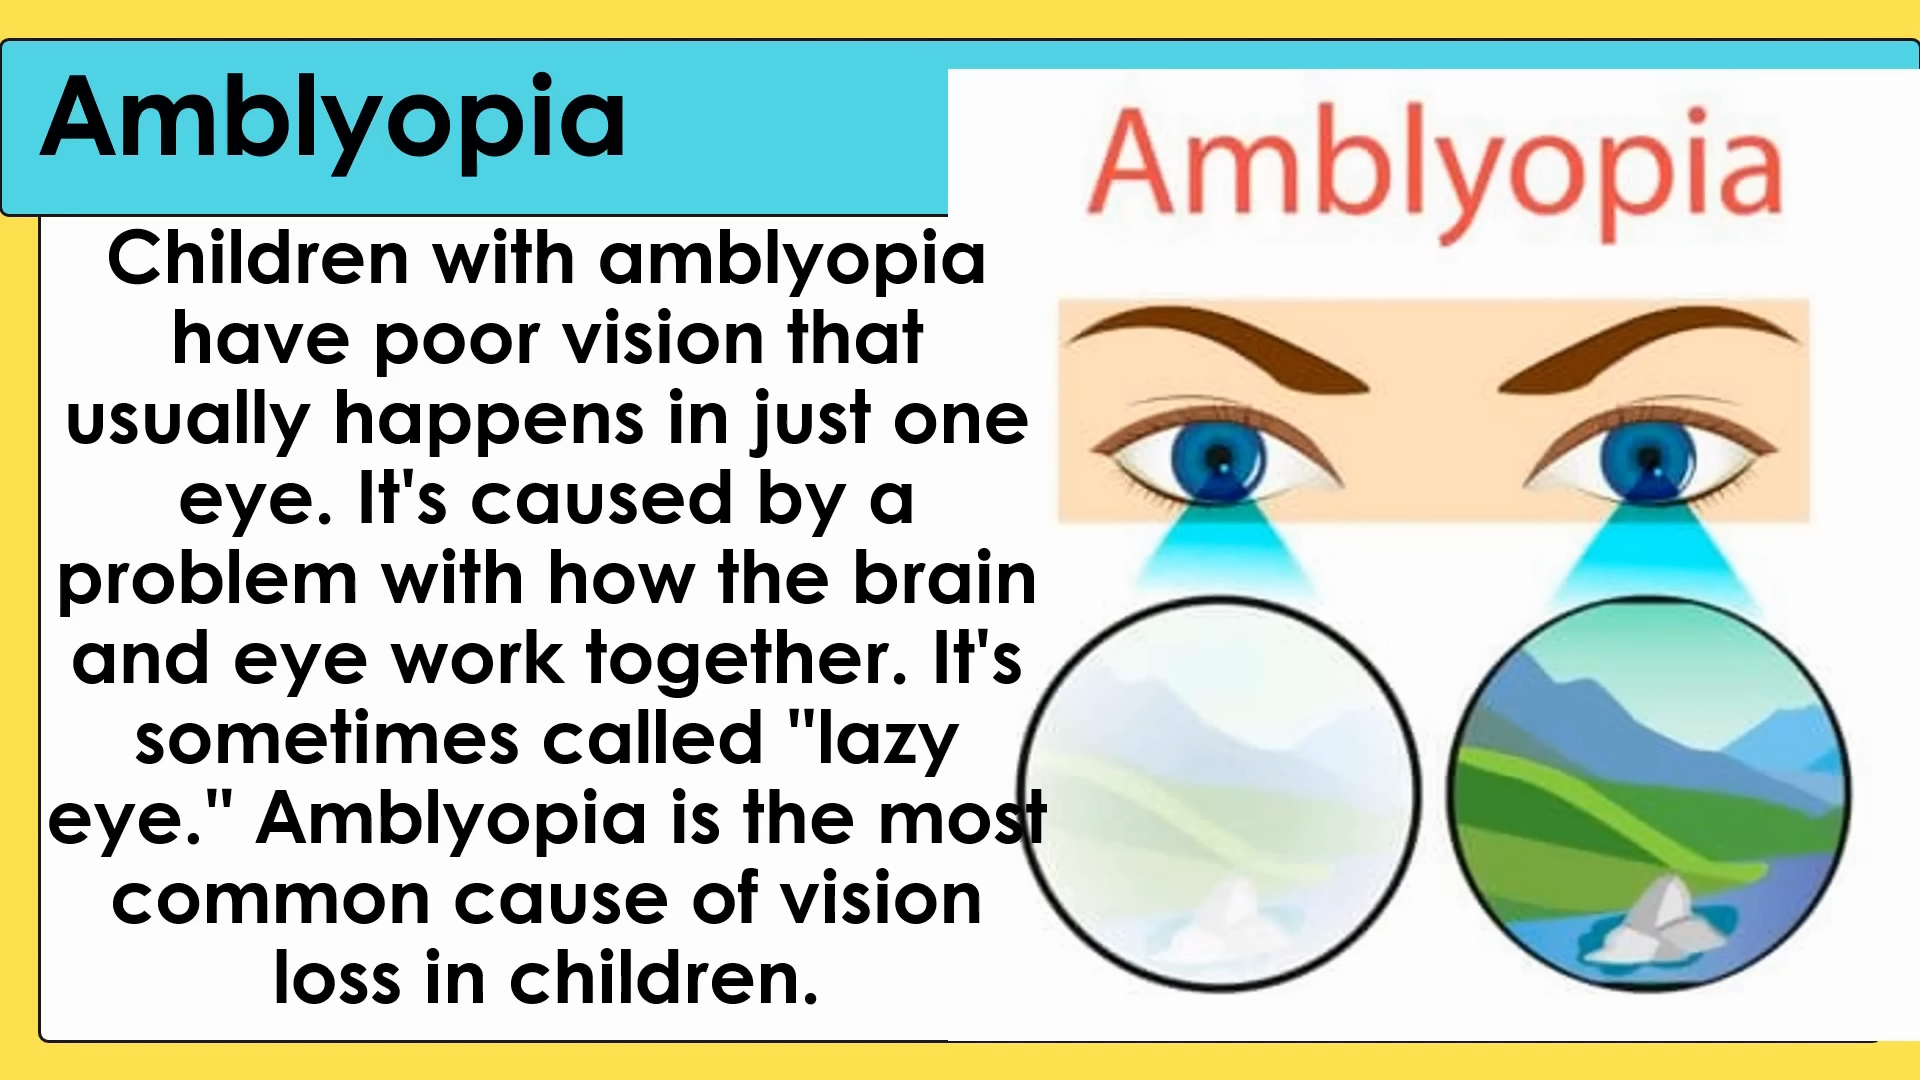 Amblyopia
Amblyopia
Children with amblyopia
have poor vision that
usually happens in just one
eye. It's caused by a
problem with how the brain
and eye work together. It's
sometimes called "lazy
eye." Amblyopia is the most
common cause of vision
loss in children.